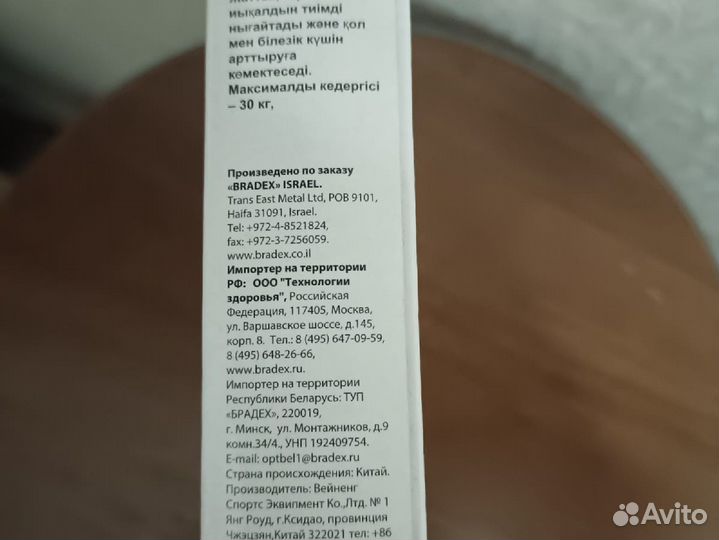 иықалдын тиімді
нығайтады және қол
мен білезік күшін
арттыруға
көмектеседі.
Максималды кедергісі
– 30 кг,
Произведено по заказу
«BRADEX» ISRAEL.
Trans East Metal Ltd, POB 9101,
Haifa 31091, Israel.
Tel: +972-4-8521824,
fax: +972-3-7256059.
www.bradex.co.il
Импортер на территории
РФ: ООО "Технологии
здоровья", Российская
Федерация, 117405, Москва,
ул. Варшавское шоссе, д.145,
корп. 8. Тел.: 8 (495) 647-09-59,
8 (495) 648-26-66,
www.bradex.ru.
Импортер на территории
Республики Беларусь: ТУП
«БРАДЕХ», 220019,
г. Минск, ул. Монтажников, д.9
комн.34/4., УНП 192409754.
E-mail: optbel1@bradex.ru
Страна происхождения: Китай.
Производитель: Вейненг
Спортс Эквипмент Ко.,Лтд. № 1
Янг Роуд, г.Ксидао, провинция
Чжэцзян,Китай 322021 тел: +86
Avito